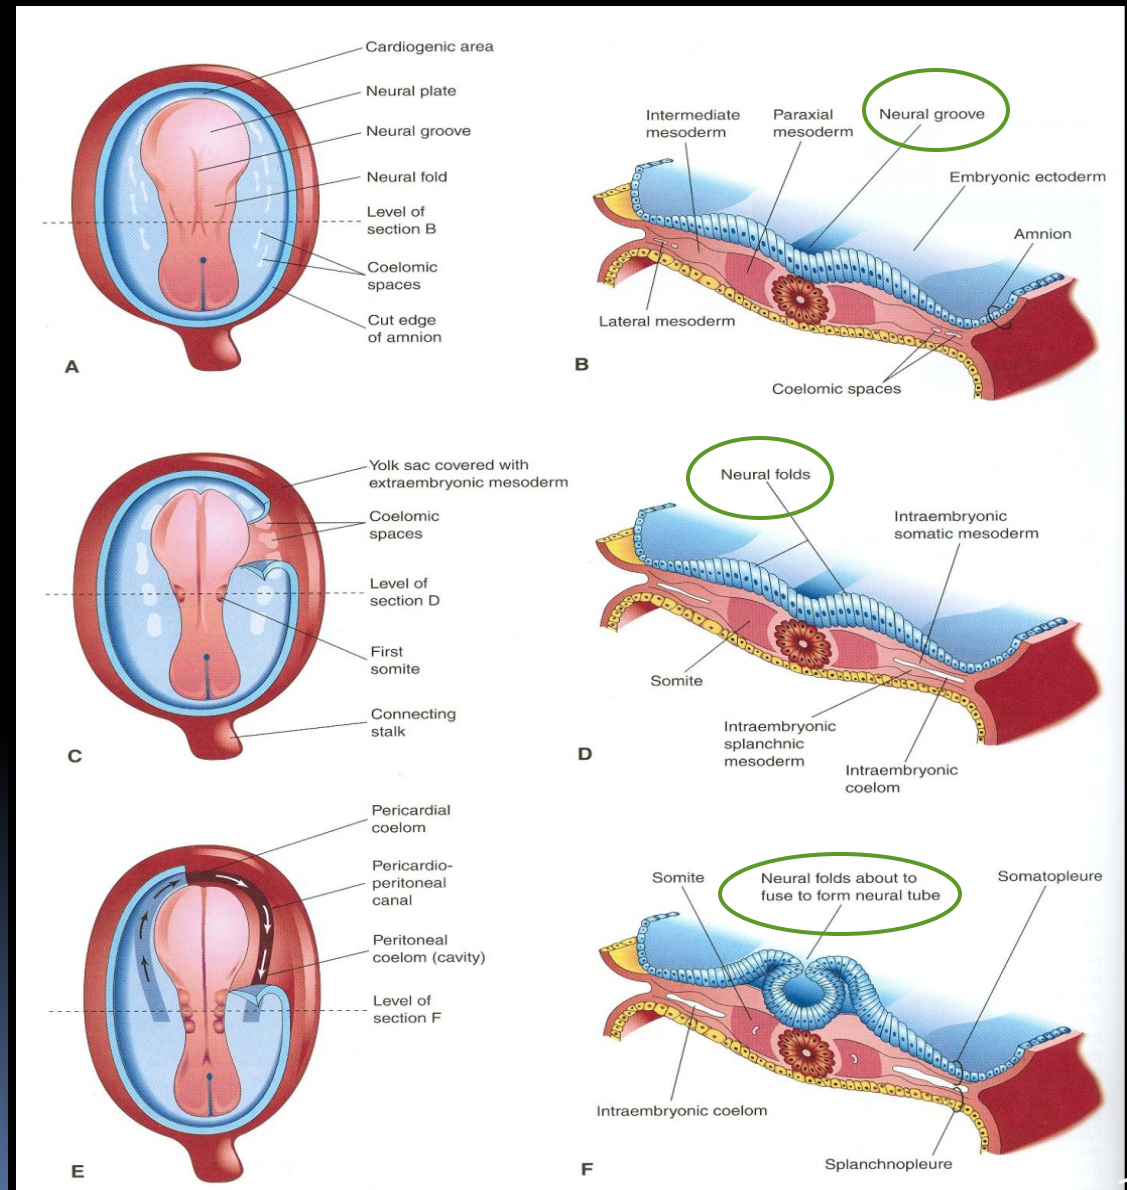 Cardiogenic area
Neural plate
Neural groove
Neural fold
Level of
section B
Coelomic
spaces
Cut edge
of amnion
A
Intermediate
mesoderm
Paraxial
mesoderm
Neural groove
Embryonic ectoderm
Amnion
Lateral mesoderm
Coelomic spaces
B
Yolk sac covered with
extraembryonic mesoderm
Coelomic
spaces
Level of
section D
First
somite
Connecting
stalk
C
Neural folds
Intraembryonic
somatic mesoderm
Somite
Intraembryonic
splanchnic
mesoderm
Intraembryonic
coelom
D
Pericardial
coelom
Pericardio-
peritoneal
canal
Peritoneal
coelom (cavity)
Level of
section F
E
Somite
Neural folds about to
fuse to form neural tube
Somatopleure
Intraembryonic coelom
Splanchnopleure
F